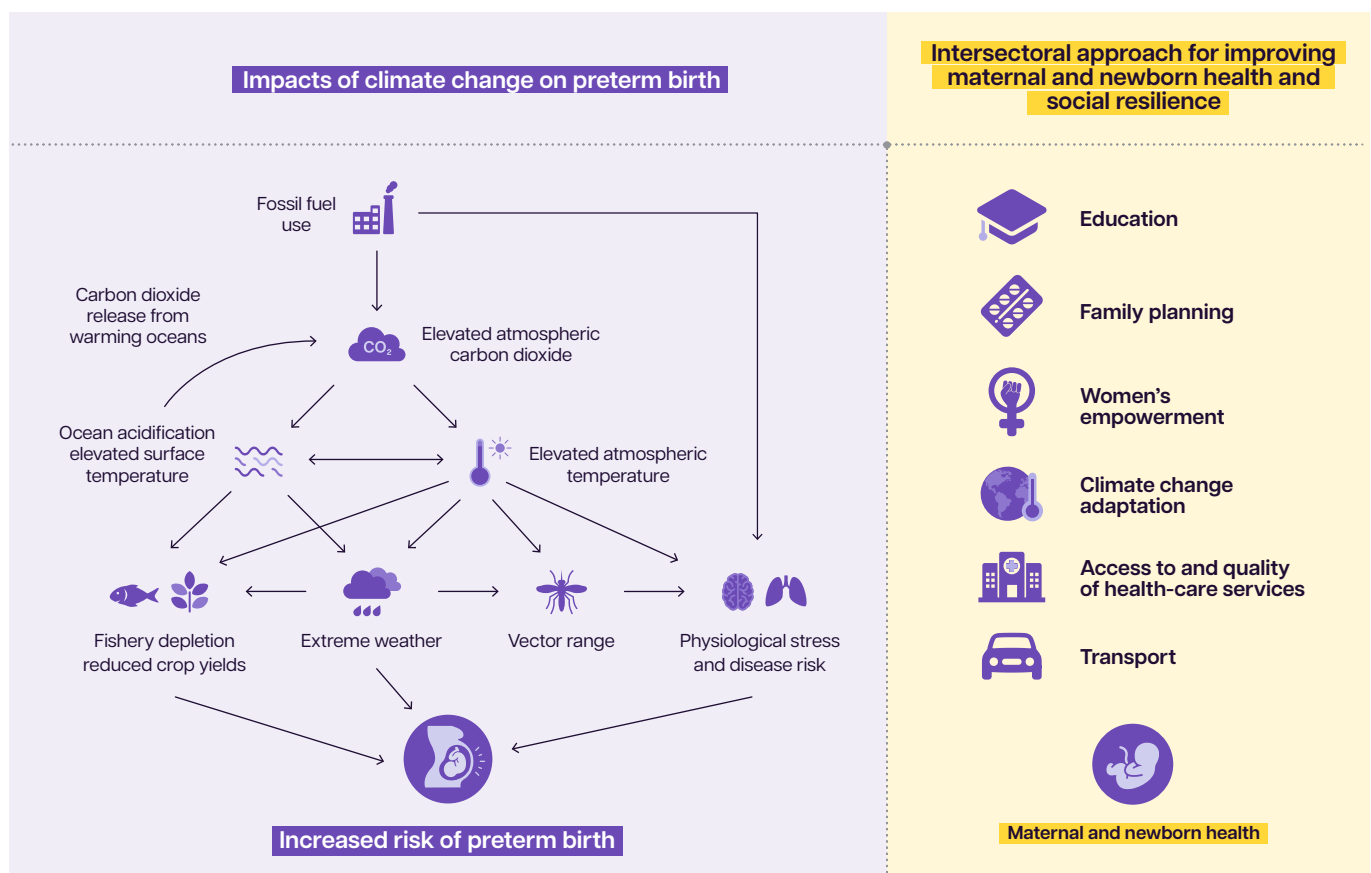 Impacts of climate change on preterm birth
Intersectoral approach for improving
maternal and newborn health and
social resilience
Fossil fuel
use
Carbon dioxide
release from
warming oceans
CO₂
Elevated atmospheric
carbon dioxide
Ocean acidification
elevated surface
temperature
Elevated atmospheric
temperature
Fishery depletion
reduced crop yields
Extreme weather
Vector range
Physiological stress
and disease risk
Increased risk of preterm birth
Education
Family planning
Women's
empowerment
Climate change
adaptation
Access to and quality
of health-care services
Transport
Maternal and newborn health